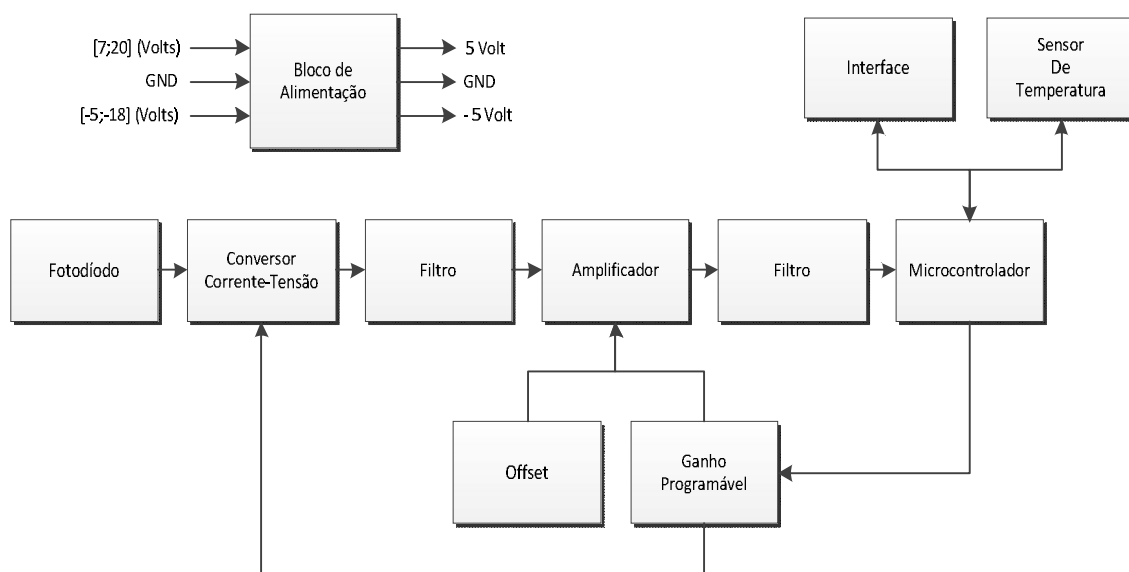 [7;20] (Volts)
GND
[-5;-18] (Volts)
Bloco de
Alimentação
5 Volt
GND
- 5 Volt
Interface
Sensor
De
Temperatura
Fotodíodo
Conversor
Corrente-Tensão
Filtro
Amplificador
Filtro
Microcontrolador
Offset
Ganho
Programável